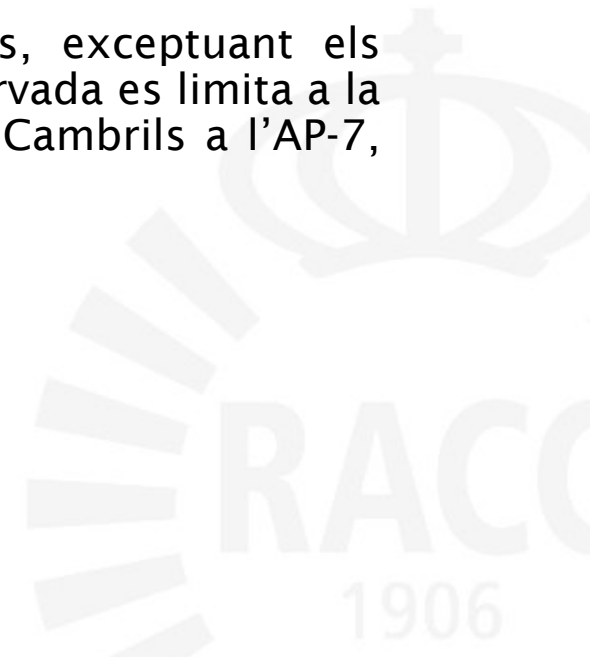 s, exceptuant els
rvada es limita a la
Cambrils a l’AP-7,
RACC
1906